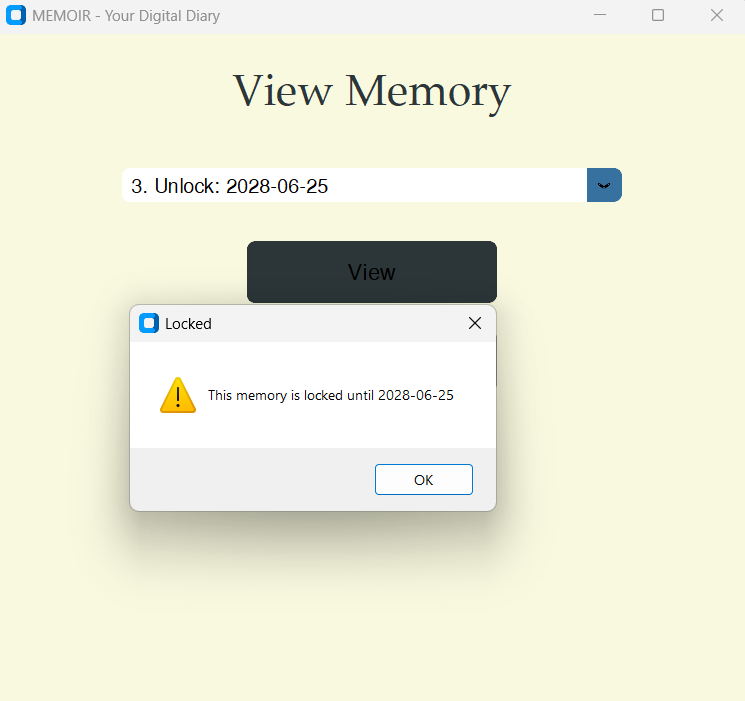 MEMOIR - Your Digital Diary
View Memory
3. Unlock: 2028-06-25
View
Locked
This memory is locked until 2028-06-25
OK